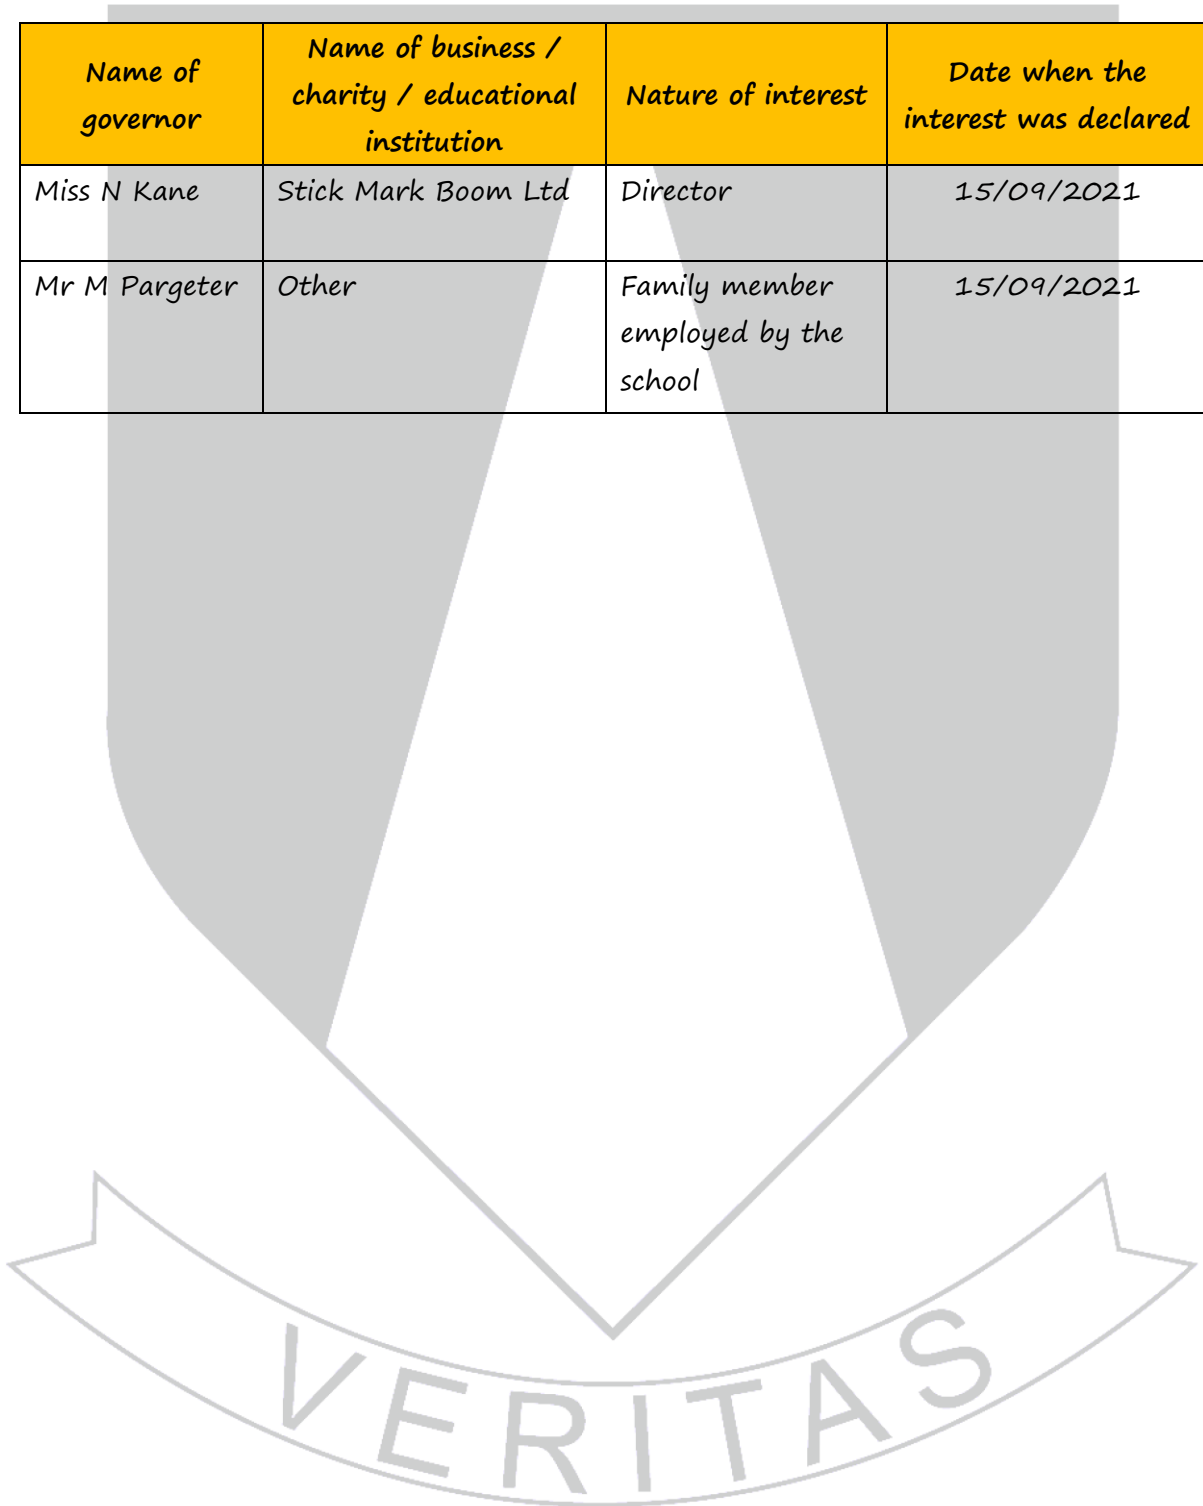 Name of governor
Name of business / charity / educational institution
Nature of interest
Date when the interest was declared
Miss N Kane
Stick Mark Boom Ltd
Director
15/09/2021
Mr M Pargeter
Other
Family member employed by the school
15/09/2021
VERITAS